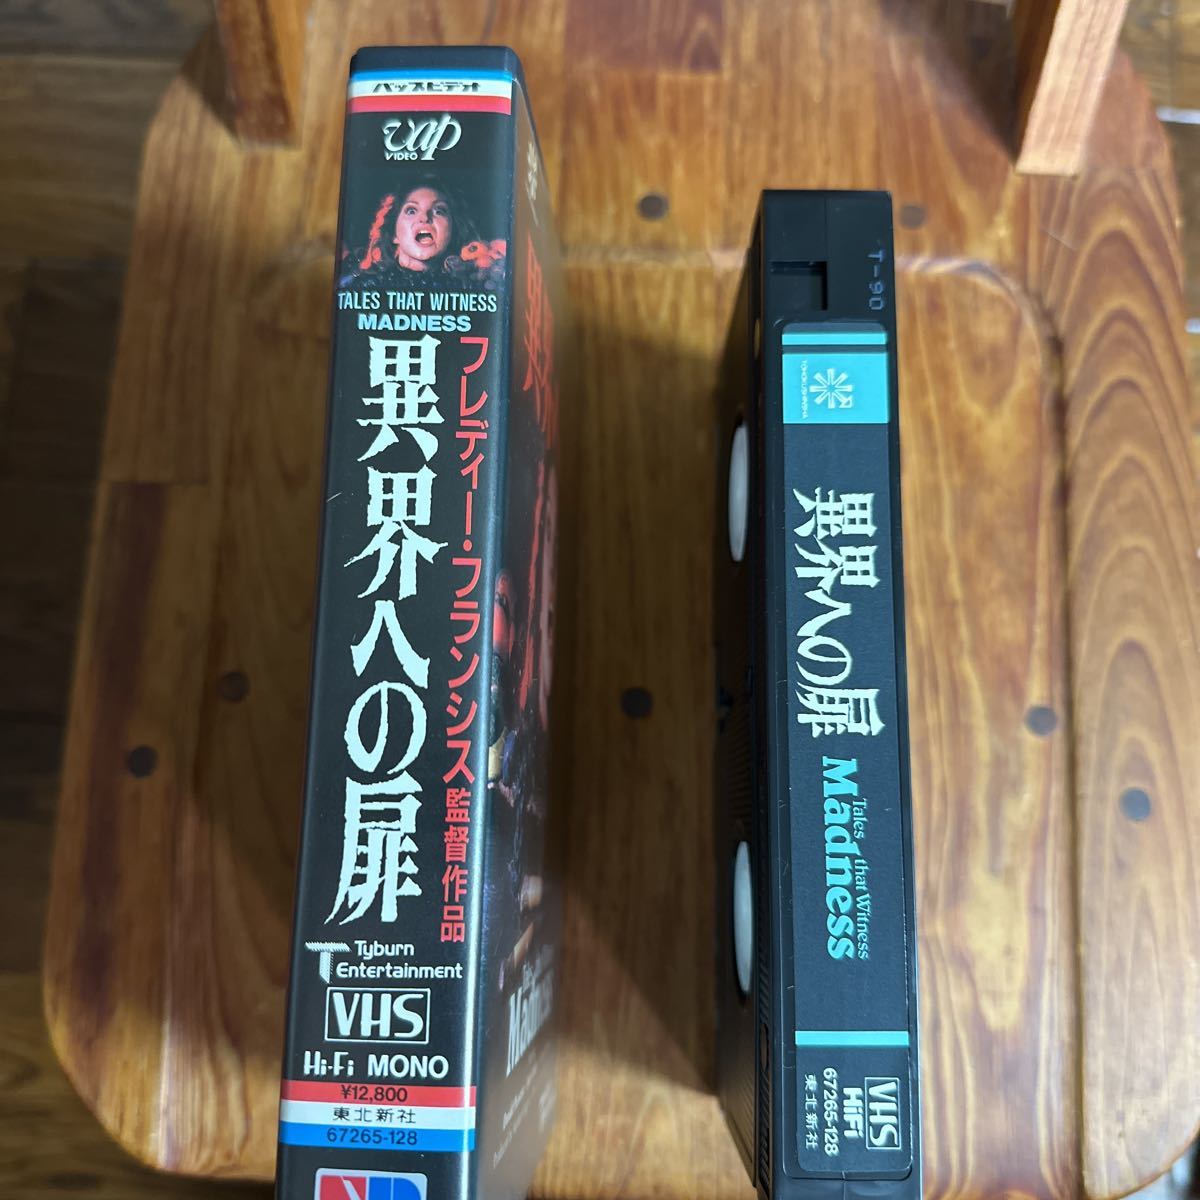 バップビデオ
vap
VIDEO
TALES THAT WITNESS
MADNESS
異界への扉
フレディー・フランシス監督作品
Tyburn
Entertainment
VHS
Hi-Fi MONO
¥12,800
東北新社
67265-128
T-90
TOHOKUSHINSHA
異界への扉
Tales that Witness
Madness
VHS
HiFi
67265-128
東北新社